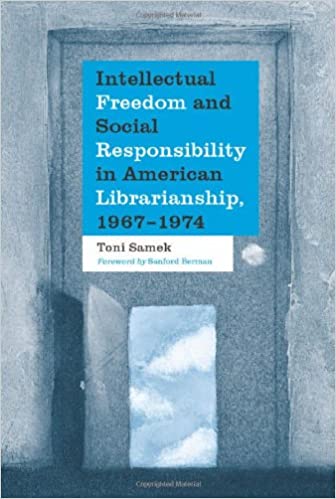 Intellectual
Freedom and
Social
Responsibility
in American
Librarianship,
1967–1974
Toni Samek
Foreword by Sanford Berman